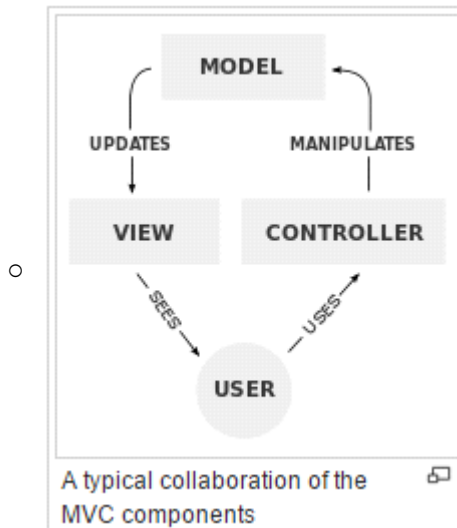 MODEL
UPDATES
MANIPULATES
VIEW
CONTROLLER
SEES
USES
USER
A typical collaboration of the
MVC components